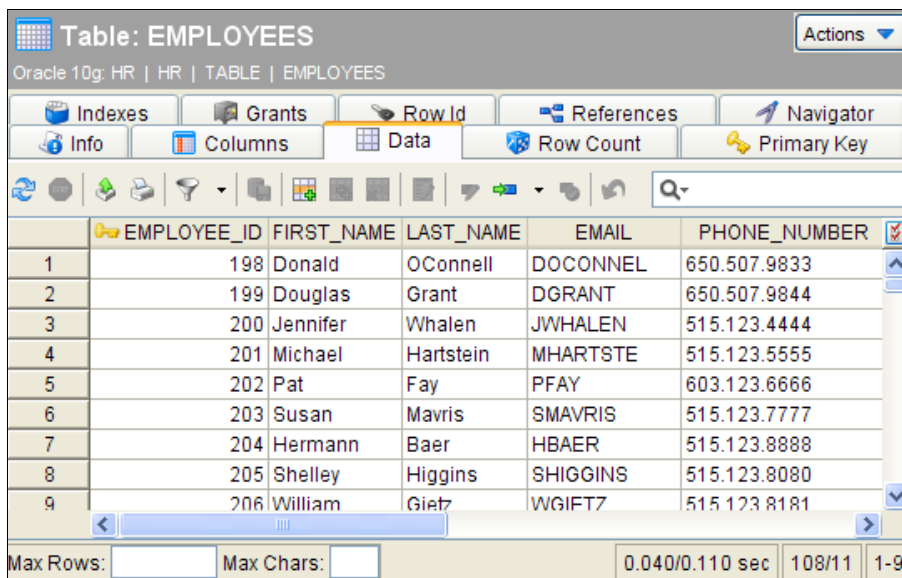 Table: EMPLOYEES
Actions
Oracle 10g: HR | HR | TABLE | EMPLOYEES
Indexes Grants Row Id References Navigator
Info Columns Data Row Count Primary Key
EMPLOYEE_ID FIRST_NAME LAST_NAME EMAIL PHONE_NUMBER
1 198 Donald OConnell DOCONNEL 650.507.9833
2 199 Douglas Grant DGRANT 650.507.9844
3 200 Jennifer Whalen JWHALEN 515.123.4444
4 201 Michael Hartstein MHARTSTE 515.123.5555
5 202 Pat Fay PFAY 603.123.6666
6 203 Susan Mavris SMAVRIS 515.123.7777
7 204 Hermann Baer HBAER 515.123.8888
8 205 Shelley Higgins SHIGGINS 515.123.8080
9 206 William Gietz WGIETZ 515.123.8181
Max Rows: Max Chars: 0.040/0.110 sec 108/11 1-9